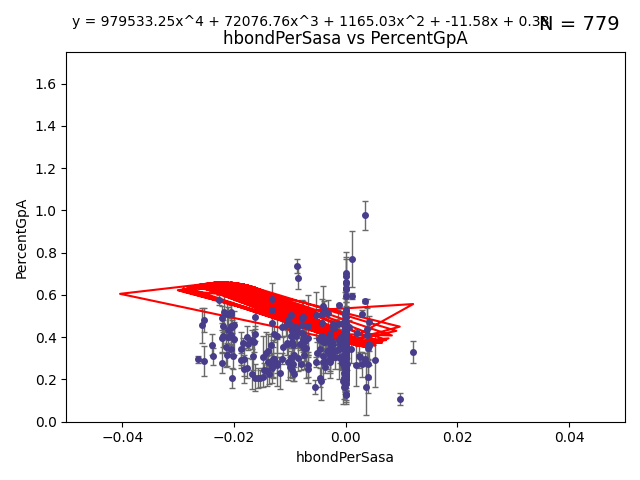 y = 979533.25x^4 + 72076.76x^3 + 1165.03x^2 + -11.58x + 0.38
N = 779
hbondPerSasa vs PercentGpA
1.6
1.4
1.2
1.0
0.8
0.6
0.4
0.2
0.0
PercentGpA
−0.04
−0.02
0.00
0.02
0.04
hbondPerSasa